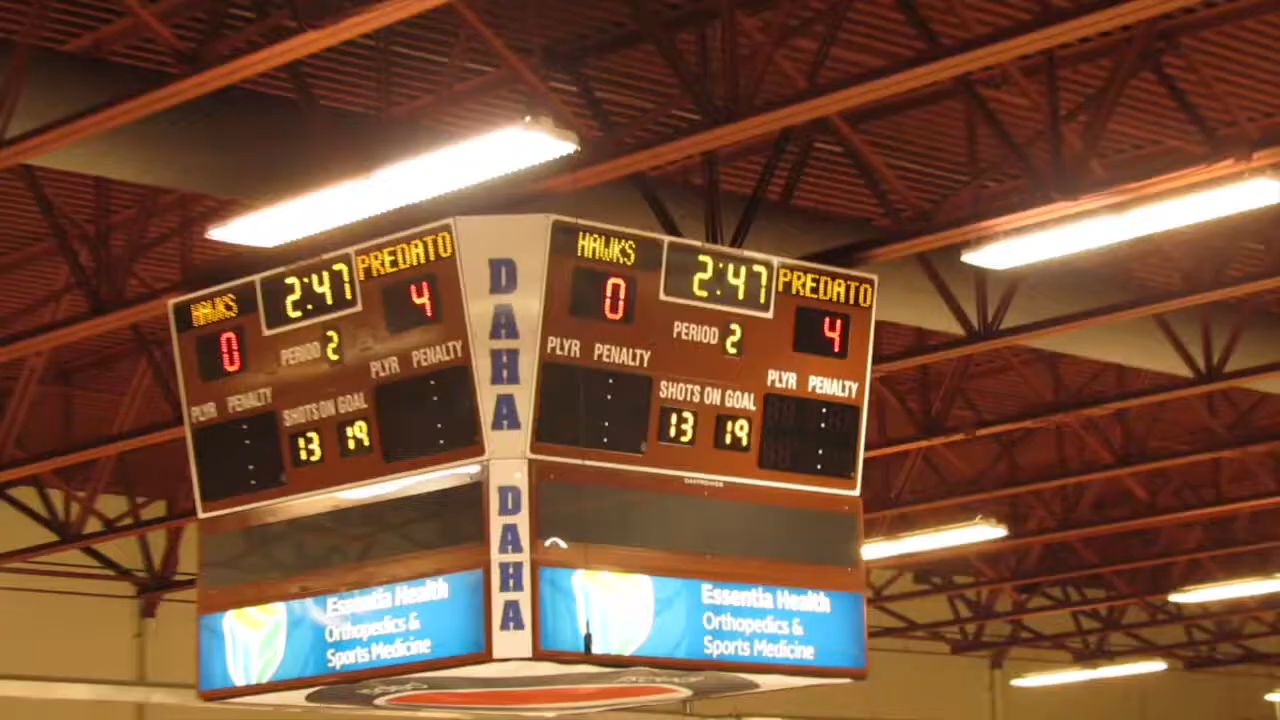 HAWKS 2:47 PREDATO
0 4
PERIOD 2
PLYR PENALTY PLYR PENALTY
SHOTS ON GOAL
13 19
DAHA
HAWKS 2:47 PREDATO
0 4
PERIOD 2
PLYR PENALTY PLYR PENALTY
SHOTS ON GOAL
13 19
DAKTRONICS
DAHA
Essentia Health
Orthopedics &
Sports Medicine
Essentia Health
Orthopedics &
Sports Medicine